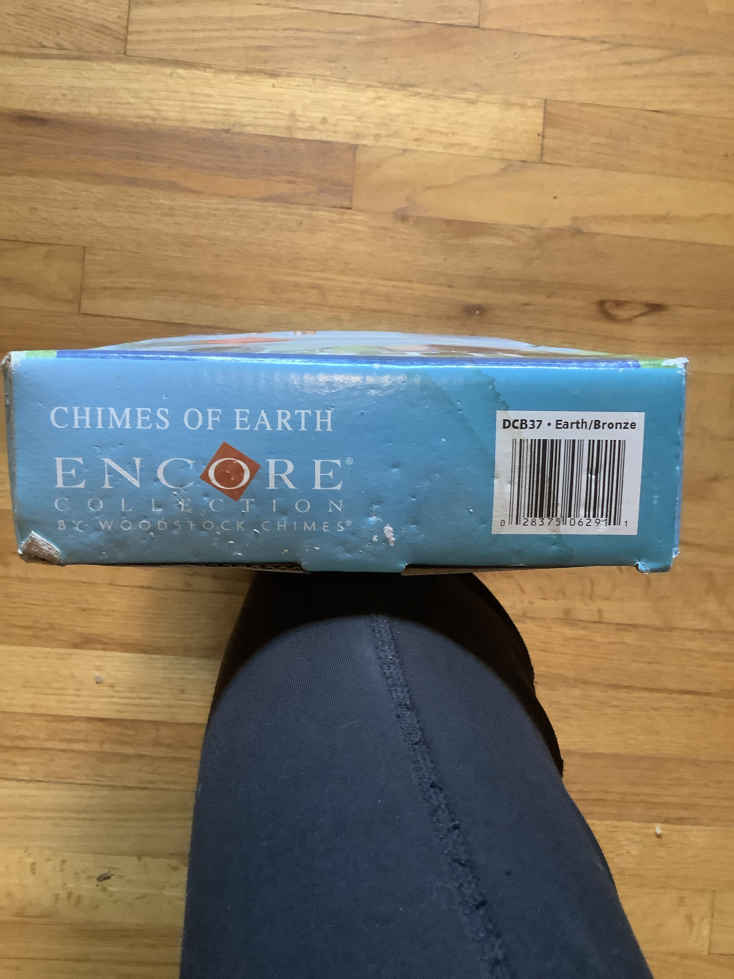 CHIMES OF EARTH
ENCORE®
COLLECTION
BY WOODSTOCK CHIMES®
DCB37 • Earth/Bronze
0 28375 06291 1